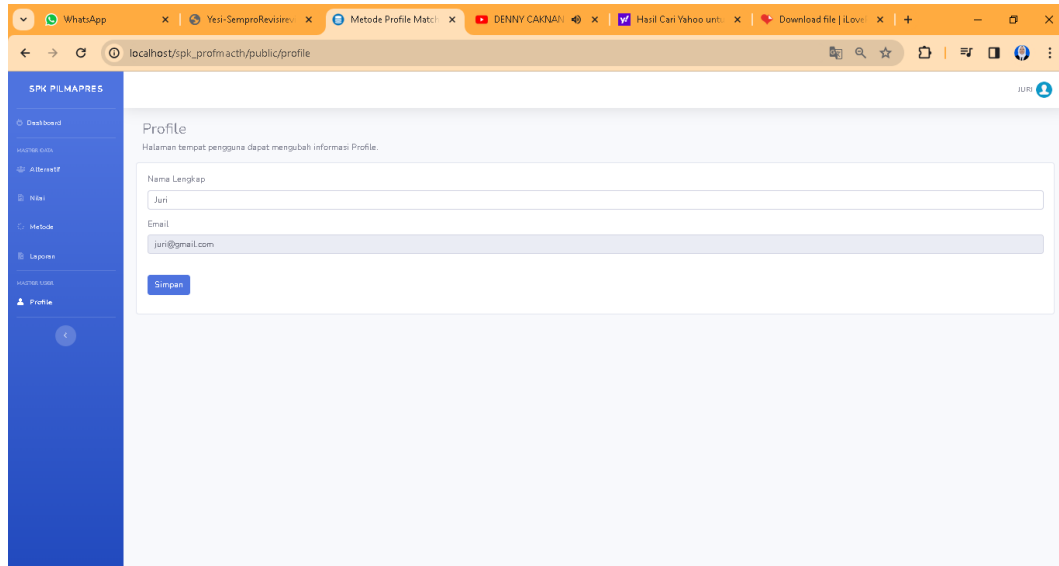 WhatsApp
Yesi-SemproRevisirev
Metode Profile Match
DENNY CAKNAN
Hasil Cari Yahoo untu
Download file | iLove
localhost/spk_profmacth/public/profile
SPK PILMAPRES
JURI
Dashboard
MASTER DATA
Alternatif
Nilai
Metode
Laporan
MASTER USER
Profile
Profile
Halaman tempat pengguna dapat mengubah informasi Profile.
Nama Lengkap
Juri
Email
juri@gmail.com
Simpan